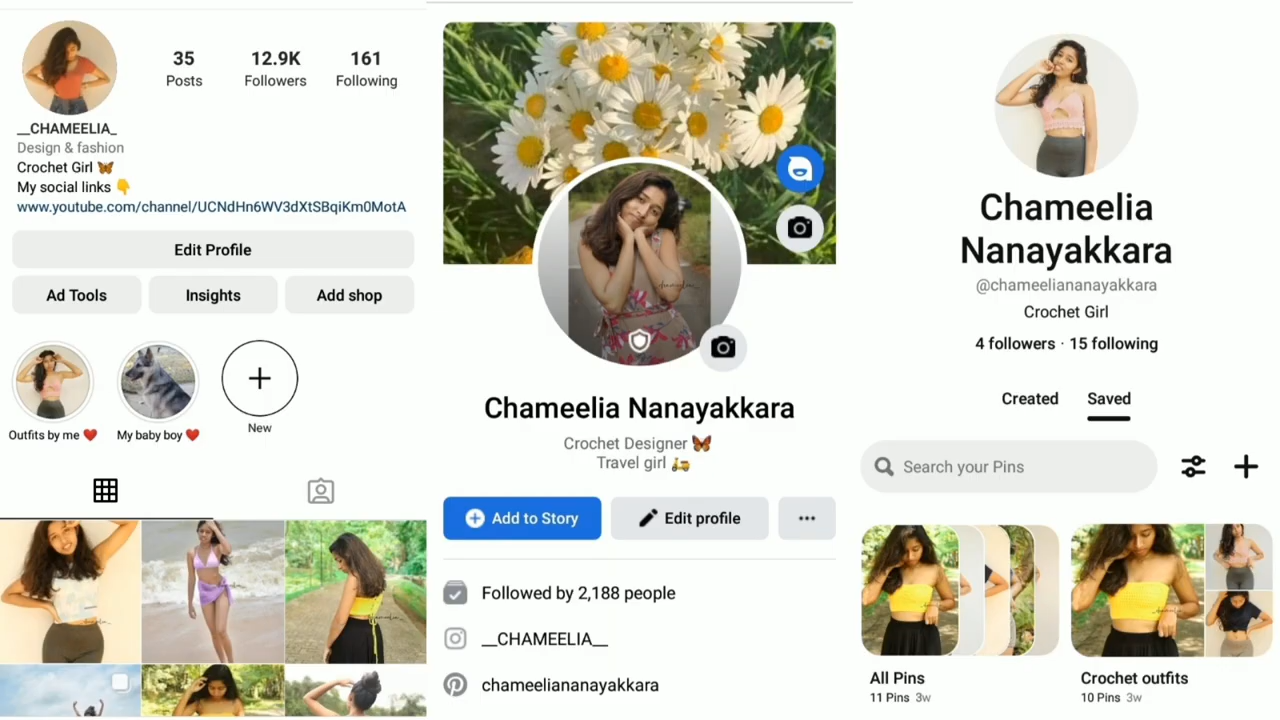 35
12.9K
161
Posts
Followers
Following
__CHAMEELIA_
Design & fashion
Crochet Girl 🦋
My social links 👇
www.youtube.com/channel/UCNdHn6WV3dXtSBqiKm0MotA
Edit Profile
Ad Tools
Insights
Add shop
Outfits by me ❤️
My baby boy ❤️
New
Chameelia Nanayakkara
Crochet Designer 🦋
Travel girl 🛵
Add to Story
Edit profile
Followed by 2,188 people
__CHAMEELIA__
chameeliananayakkara
Chameelia
Nanayakkara
@chameeliananayakkara
Crochet Girl
4 followers · 15 following
Created
Saved
Search your Pins
All Pins
11 Pins 3w
Crochet outfits
10 Pins 3w